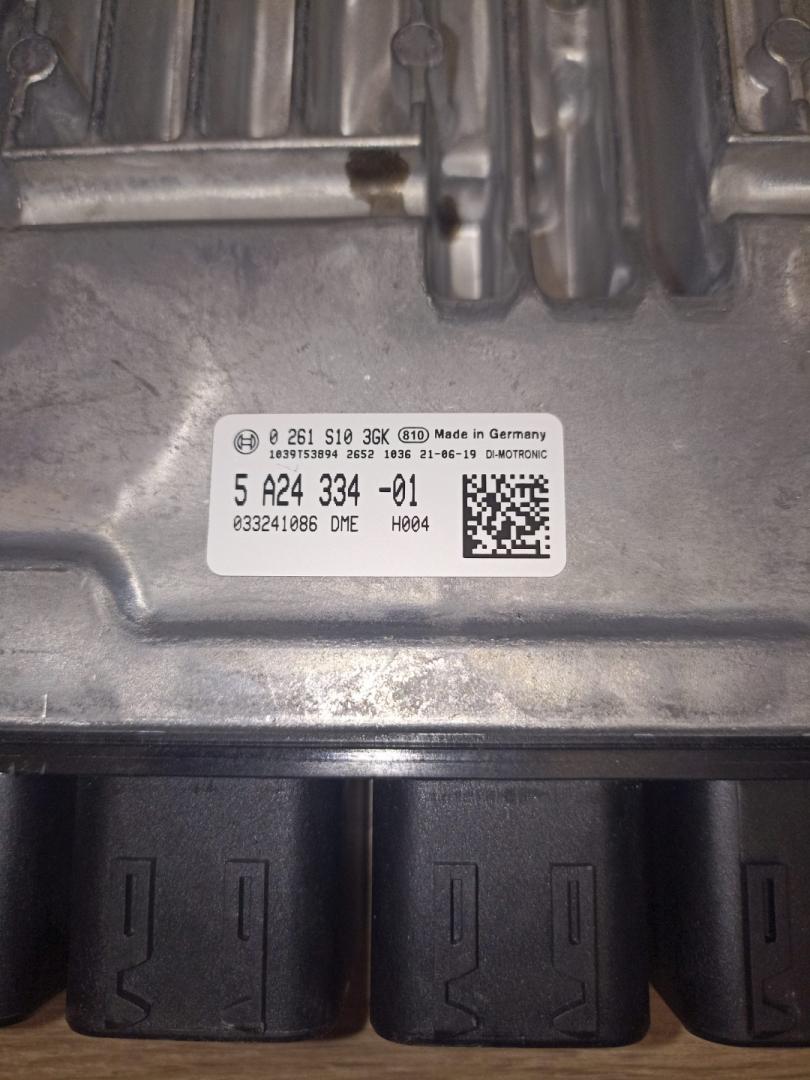 0 261 S10 3GK 810 Made in Germany
1039T53894 2652 1036 21-06-19 DI-MOTRONIC
5 A24 334 -01
033241086 DME H004